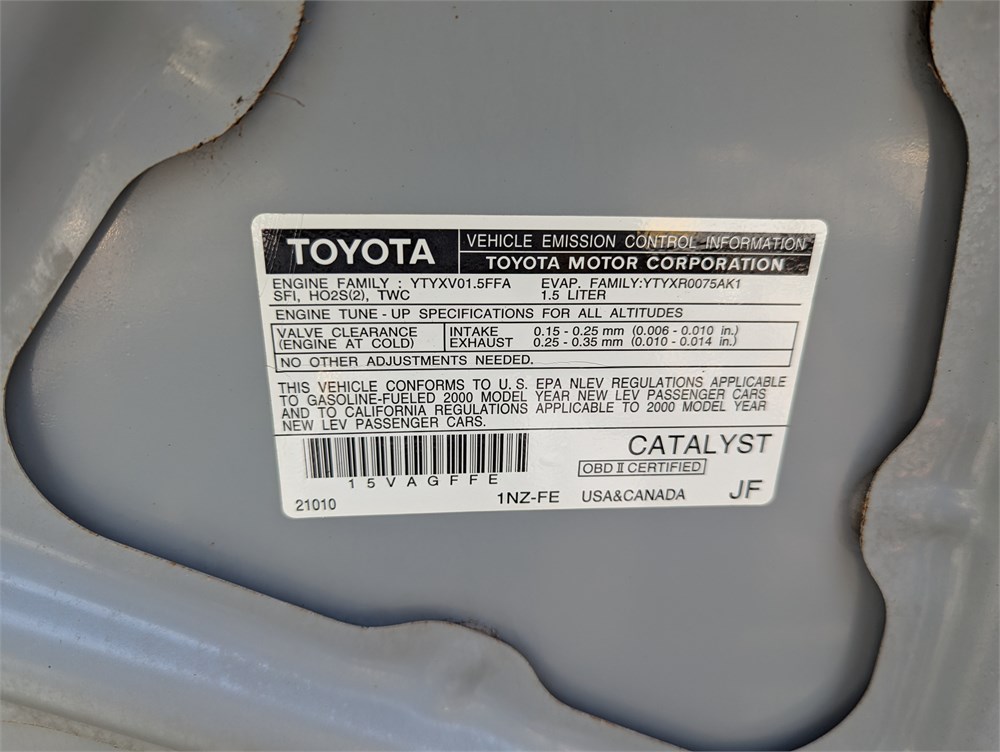 TOYOTA
VEHICLE EMISSION CONTROL INFORMATION
TOYOTA MOTOR CORPORATION
ENGINE FAMILY : YTYXV01.5FFA EVAP. FAMILY:YTYXR0075AK1
SFI, HO2S(2), TWC 1.5 LITER
ENGINE TUNE - UP SPECIFICATIONS FOR ALL ALTITUDES
VALVE CLEARANCE INTAKE 0.15 - 0.25 mm (0.006 - 0.010 in.)
(ENGINE AT COLD) EXHAUST 0.25 - 0.35 mm (0.010 - 0.014 in.)
NO OTHER ADJUSTMENTS NEEDED.
THIS VEHICLE CONFORMS TO U.S. EPA NLEV REGULATIONS APPLICABLE
TO GASOLINE-FUELED 2000 MODEL YEAR NEW LEV PASSENGER CARS
AND TO CALIFORNIA REGULATIONS APPLICABLE TO 2000 MODEL YEAR
NEW LEV PASSENGER CARS.
CATALYST
OBD II CERTIFIED
15VAGFFE
21010 1NZ-FE USA&CANADA JF